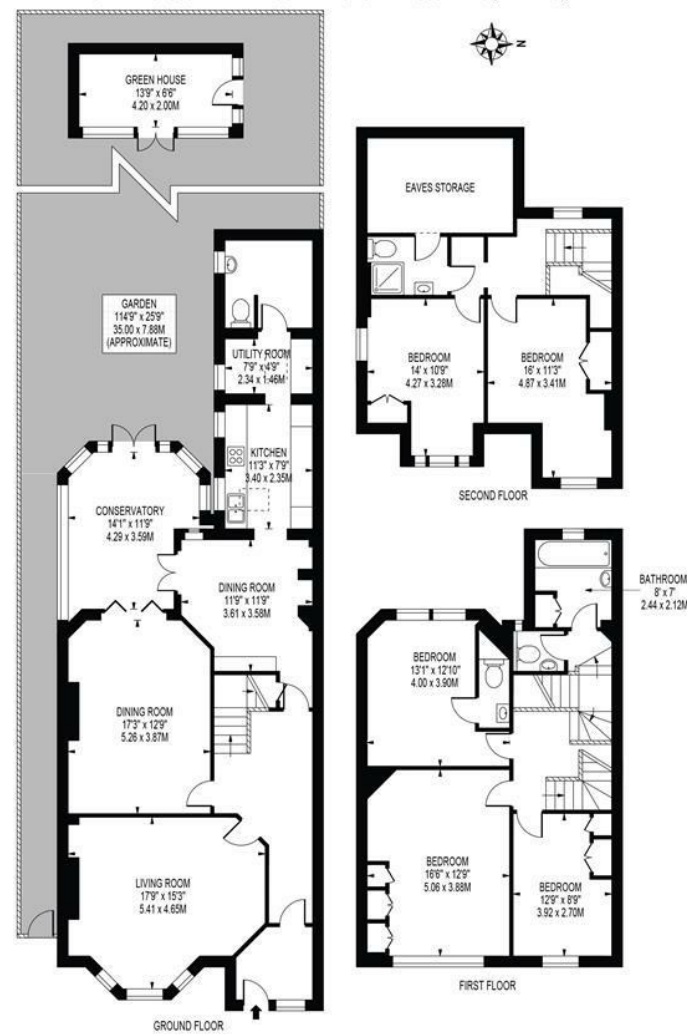 N
GREEN HOUSE
13'9" x 6'6"
4.20 x 2.00M
EAVES STORAGE
GARDEN
114'9" x 25'9"
35.00 x 7.88M
(APPROXIMATE)
UTILITY ROOM
7'9" x 4'9"
2.34 x 1.46M
BEDROOM
14' x 10'9"
4.27 x 3.28M
BEDROOM
16' x 11'3"
4.87 x 3.41M
KITCHEN
11'3" x 7'9"
3.40 x 2.35M
SECOND FLOOR
CONSERVATORY
14'1" x 11'9"
4.29 x 3.59M
DINING ROOM
11'9" x 11'9"
3.61 x 3.58M
BATHROOM
8' x 7'
2.44 x 2.12M
BEDROOM
13'1" x 12'10"
4.00 x 3.90M
DINING ROOM
17'3" x 12'9"
5.26 x 3.87M
LIVING ROOM
17'9" x 15'3"
5.41 x 4.65M
BEDROOM
16'6" x 12'9"
5.06 x 3.88M
BEDROOM
12'9" x 8'9"
3.92 x 2.70M
FIRST FLOOR
GROUND FLOOR